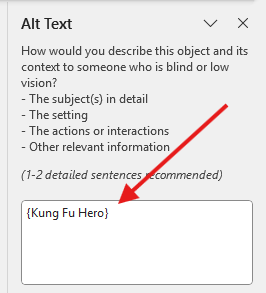 Alt Text
How would you describe this object and its
context to someone who is blind or low
vision?
- The subject(s) in detail
- The setting
- The actions or interactions
- Other relevant information
(1-2 detailed sentences recommended)
{Kung Fu Hero}